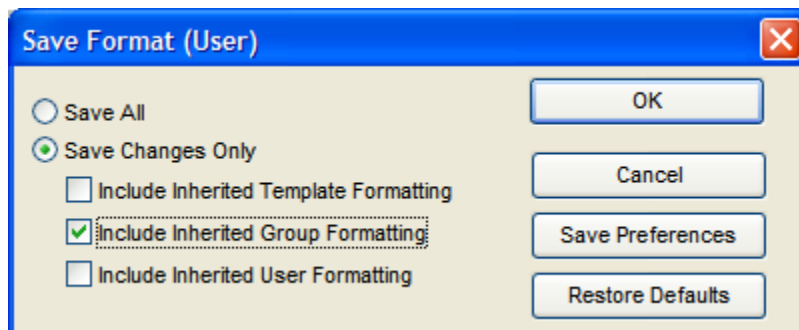 Save Format (User)
Save All
Save Changes Only
Include Inherited Template Formatting
Include Inherited Group Formatting
Include Inherited User Formatting
OK
Cancel
Save Preferences
Restore Defaults